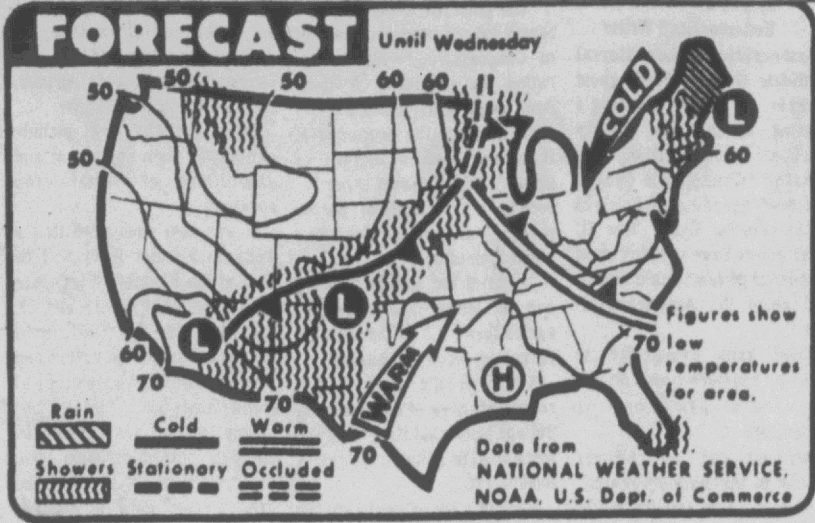 FORECAST
Until Wednesday
50
50
50
60
60
COLD
L
50
60
L
L
60
70
WARM
H
70
70
70
Figures show
low
temperatures
for area.
Rain
Cold
Warm
Showers
Stationary
Occluded
Data from
NATIONAL WEATHER SERVICE,
NOAA, U.S. Dept. of Commerce